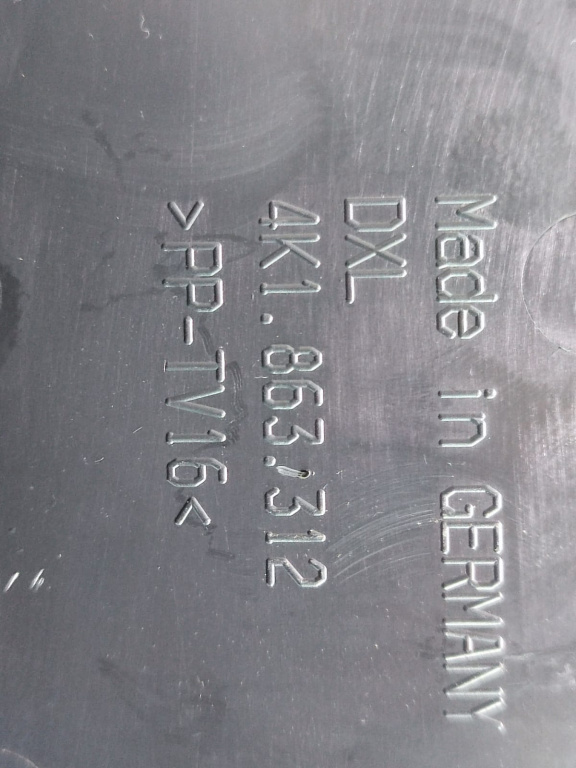 Made in GERMANY
DXL
4K1.863.312
>PP-TV16<